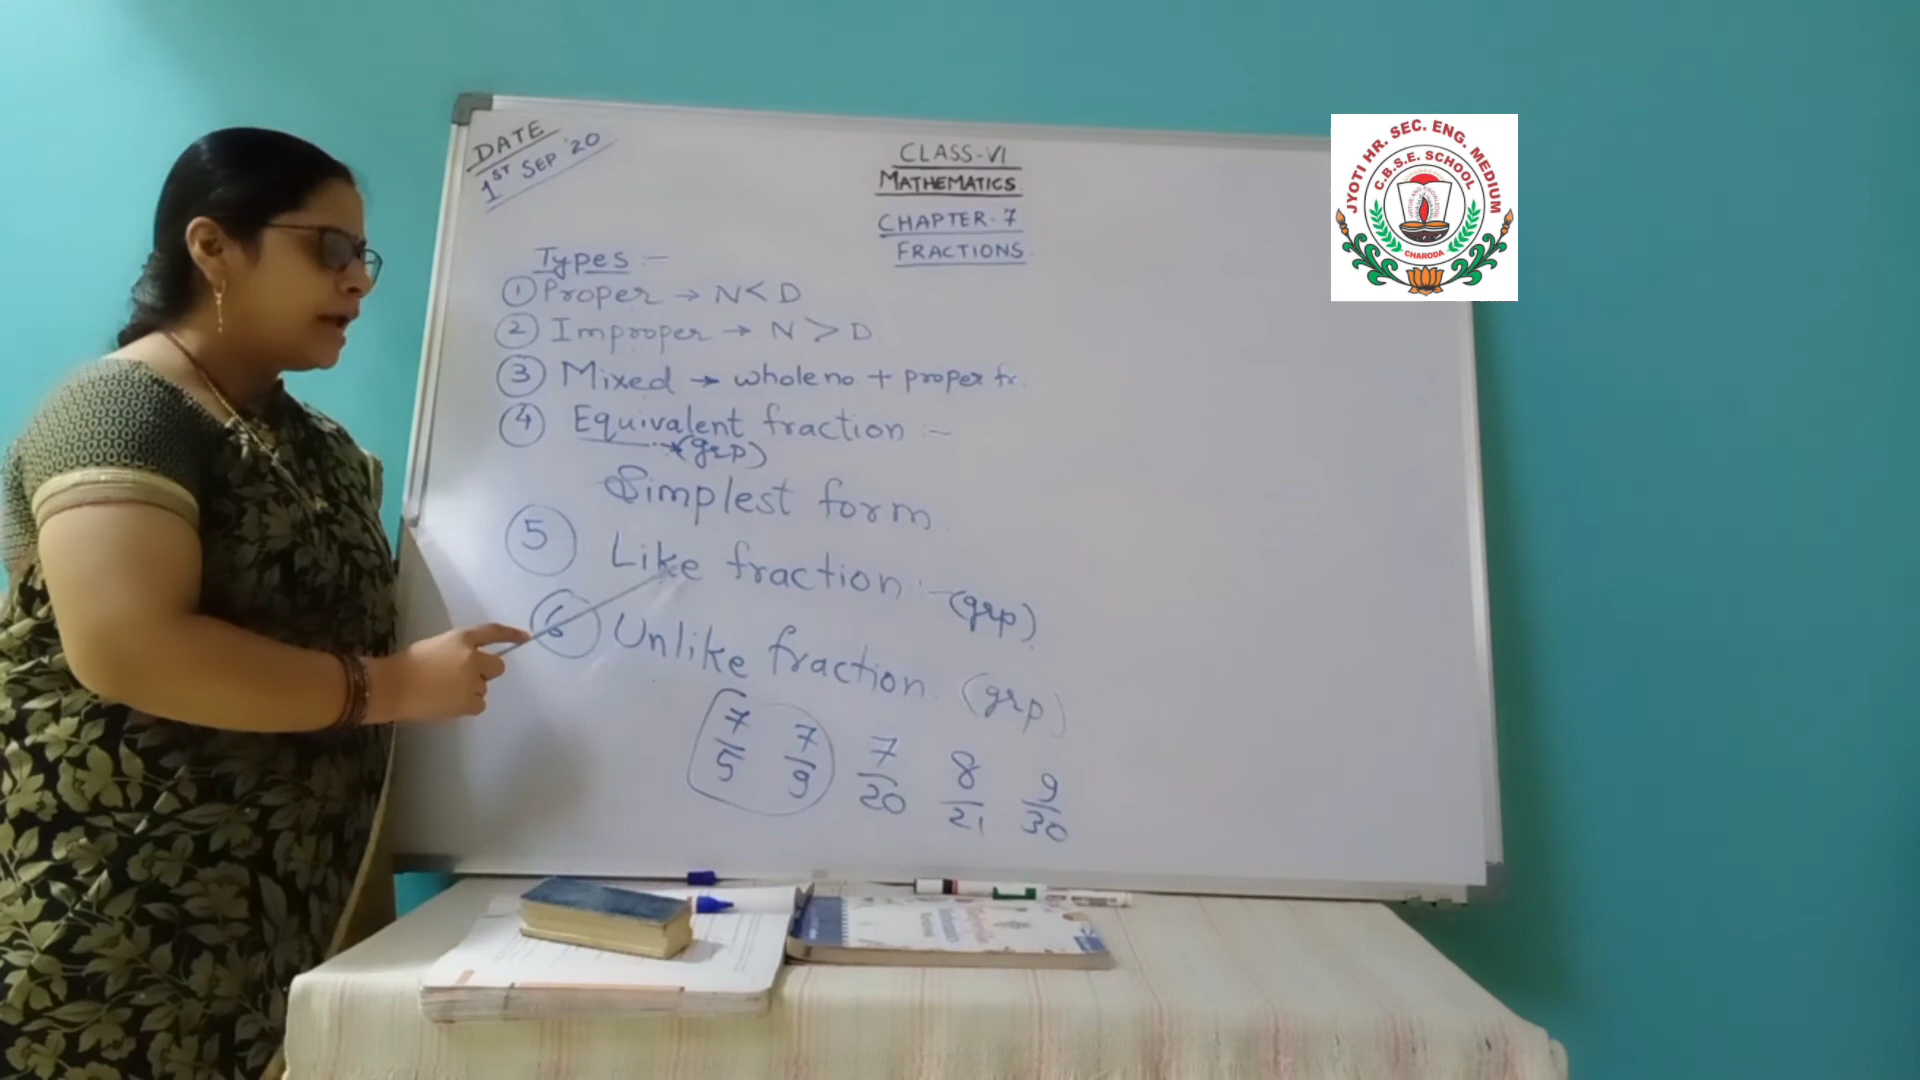 DATE
1ST SEP '20
CLASS-VI
MATHEMATICS
CHAPTER-7
FRACTIONS
Types :-
① Proper → N < D
② Improper → N > D
③ Mixed → whole no + proper fr.
④ Equivalent fraction :-
→ (grp)
Simplest form
⑤ Like fraction :- (grp)
⑥ Unlike fraction (grp)
7/5 7/9 7/20 8/21 9/30
JYOTI HR. SEC. ENG. MEDIUM
C.B.S.E. SCHOOL
CHARODA